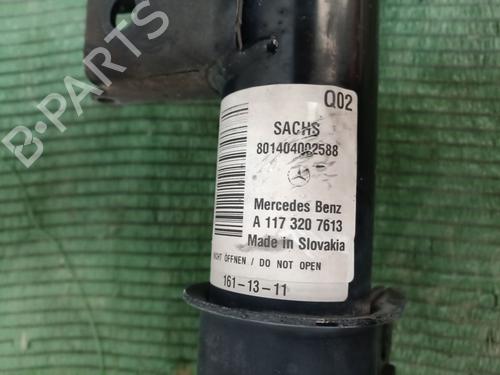 B-PARTS
Q02
SACHS
801404002588
Mercedes Benz
A 117 320 7613
Made in Slovakia
NICHT ÖFFNEN / DO NOT OPEN
161-13-11